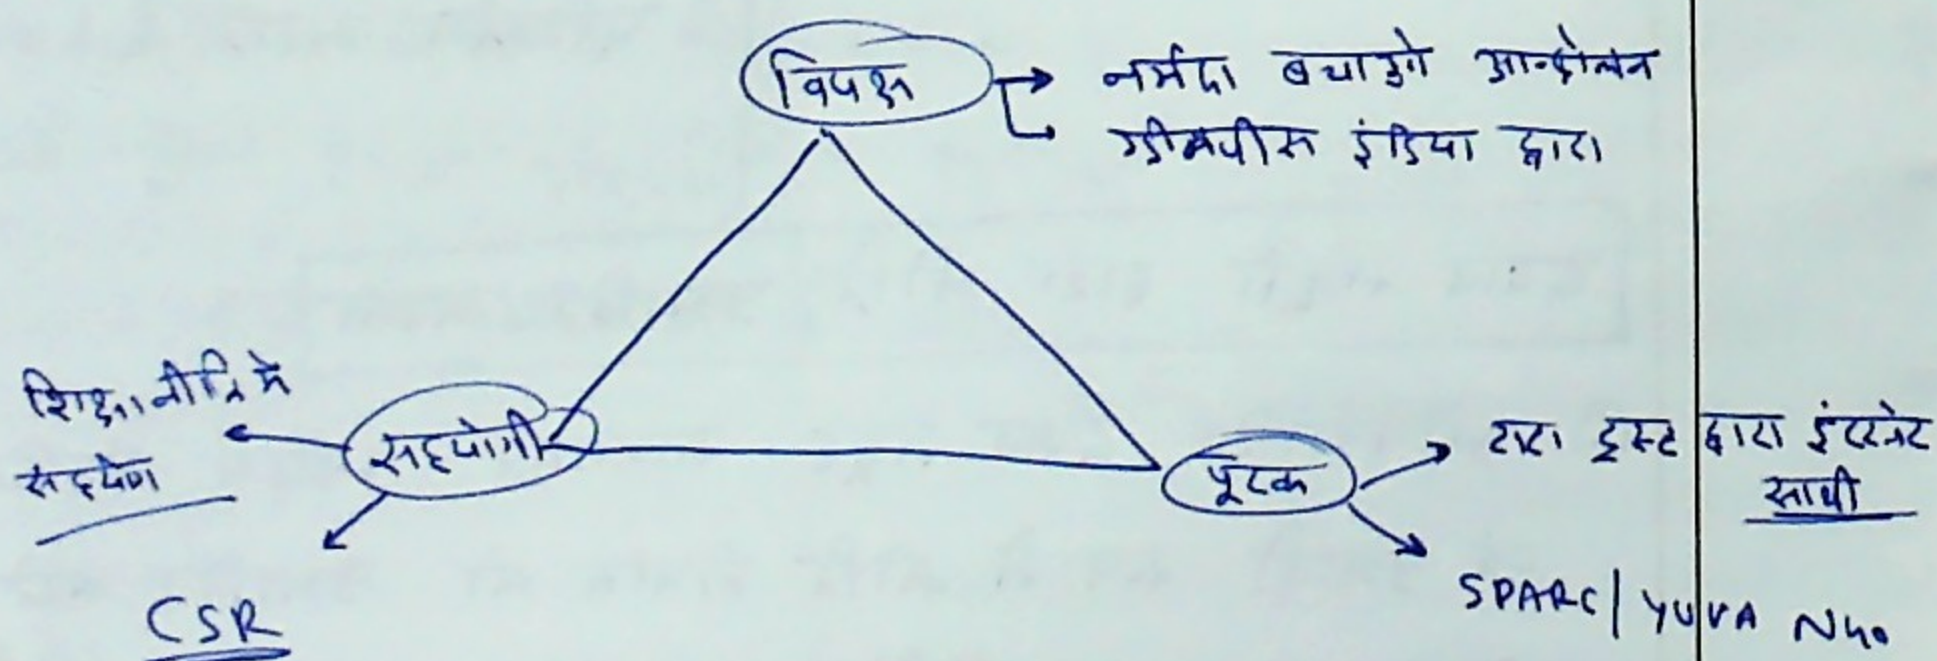 विपक्ष
नर्मदा बचाओ आन्दोलन
ग्रीनपीस इंडिया द्वारा
शिक्षा नीति में
सहयोग
सहयोगी
पूरक
टाटा ट्रस्ट द्वारा इंटरनेट
साथी
CSR
SPARC | YUVA NGO